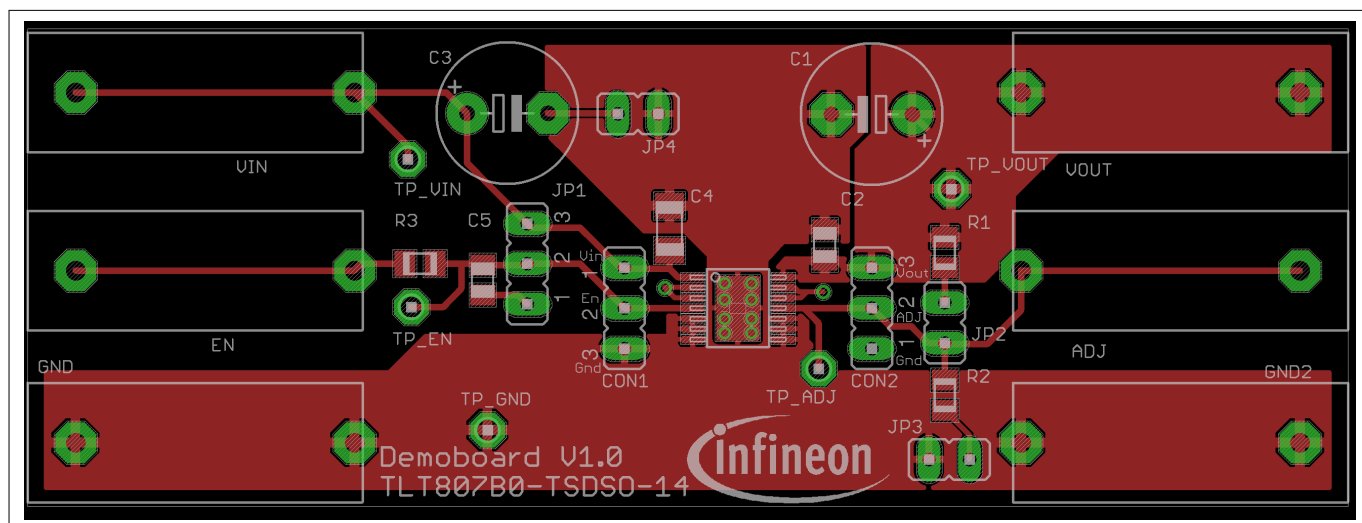 C3
C1
+
JP4
VIN
TP_VIN
TP_VOUT
VOUT
+
R3
C5
JP1
C4
C2
R1
3
2
1
Vin
1
En
2
3
Gnd
CON1
3
Vout
2
ADJ
1
Gnd
CON2
JP2
TP_EN
EN
TP_ADJ
ADJ
GND
GND2
R2
TP_GND
JP3
Demoboard V1.0
TLT807B0-TSDSO-14
infineon